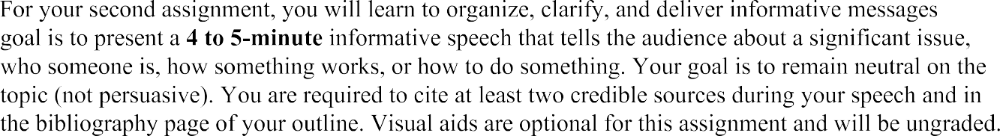 For your second assignment, you will learn to organize, clarify, and deliver informative messages
goal is to present a 4 to 5-minute informative speech that tells the audience about a significant issue,
who someone is, how something works, or how to do something. Your goal is to remain neutral on the
topic (not persuasive). You are required to cite at least two credible sources during your speech and in
the bibliography page of your outline. Visual aids are optional for this assignment and will be ungraded.